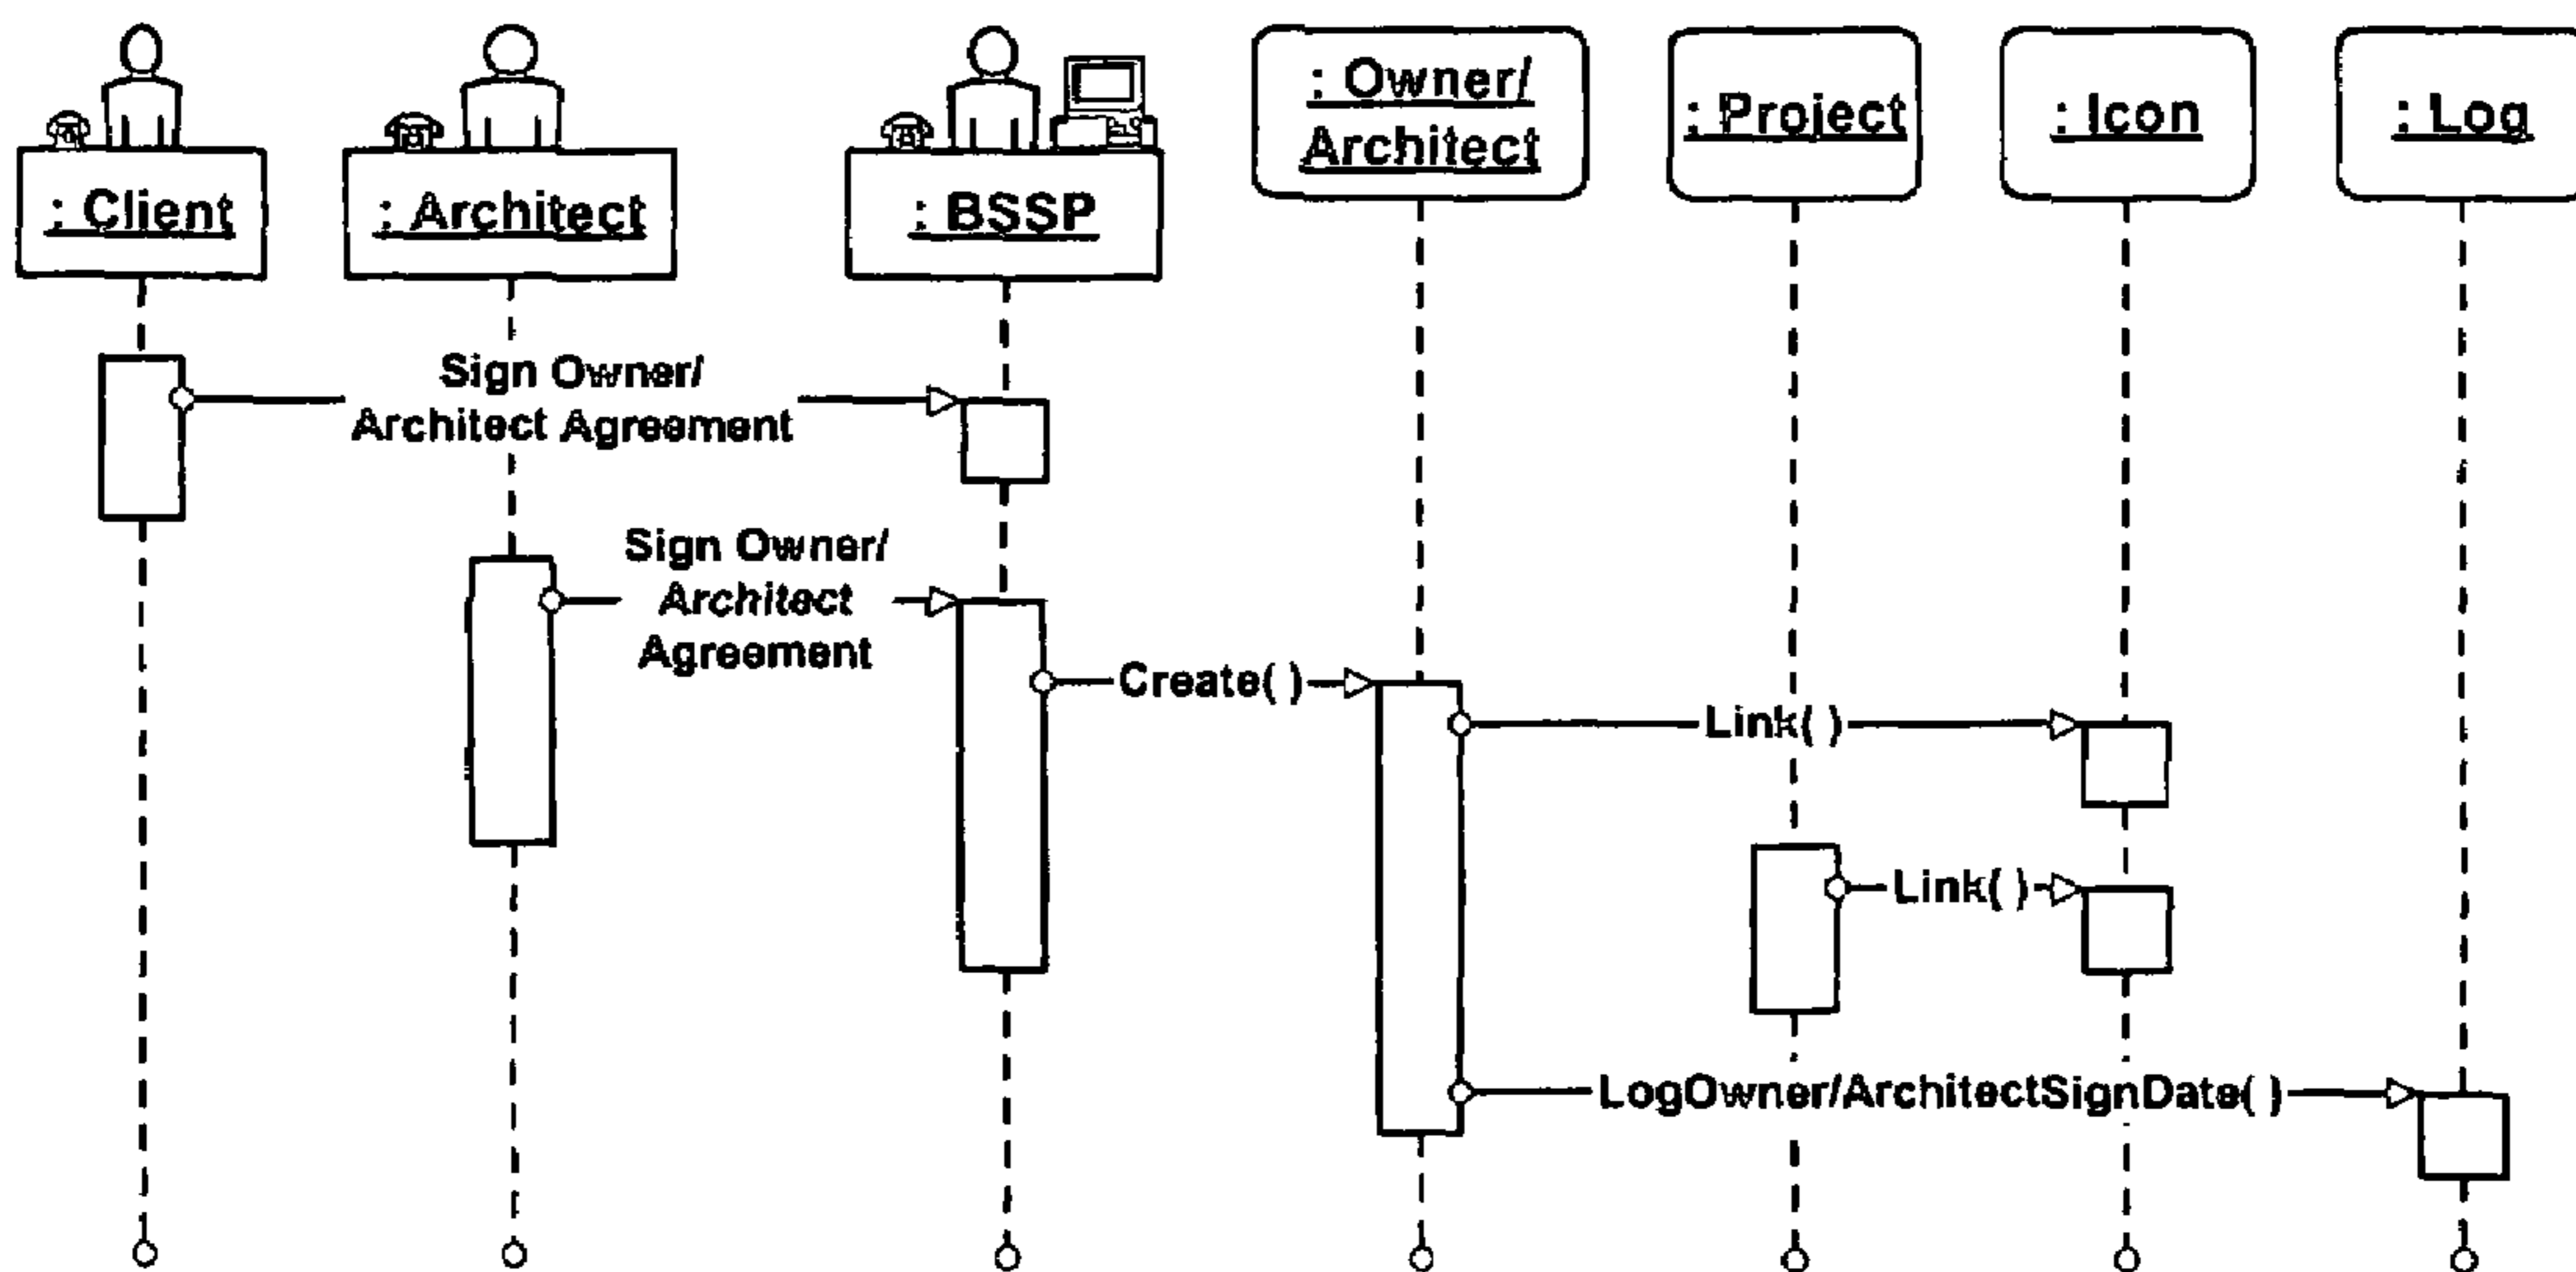 : Client
: Architect
: BSSP
: Owner/
Architect
: Project
: Icon
: Log
Sign Owner/
Architect Agreement
Sign Owner/
Architect
Agreement
Create( )
Link( )
Link( )
LogOwner/ArchitectSignDate( )